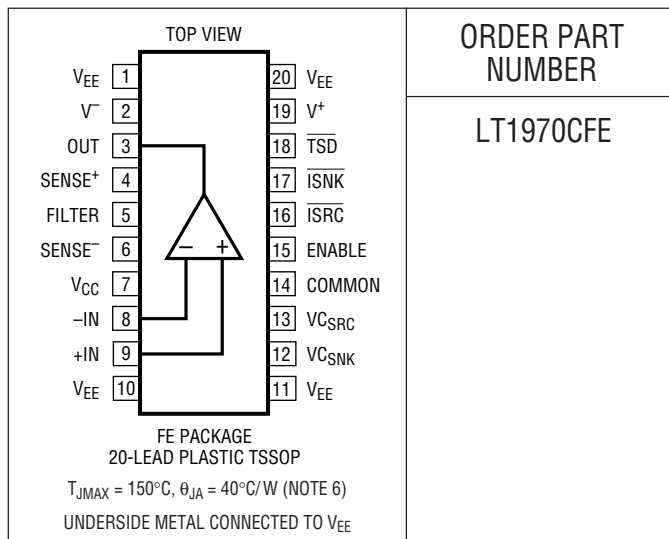 TOP VIEW
V_EE 1
V⁻ 2
OUT 3
SENSE⁺ 4
FILTER 5
SENSE⁻ 6
V_CC 7
–IN 8
+IN 9
V_EE 10
20 V_EE
19 V⁺
18 T̅S̅D̅
17 I̅S̅N̅K̅
16 I̅S̅R̅C̅
15 ENABLE
14 COMMON
13 VC_SRC
12 VC_SNK
11 V_EE
– +
FE PACKAGE
20-LEAD PLASTIC TSSOP
T_JMAX = 150°C, θ_JA = 40°C/W (NOTE 6)
UNDERSIDE METAL CONNECTED TO V_EE
ORDER PART
NUMBER
LT1970CFE